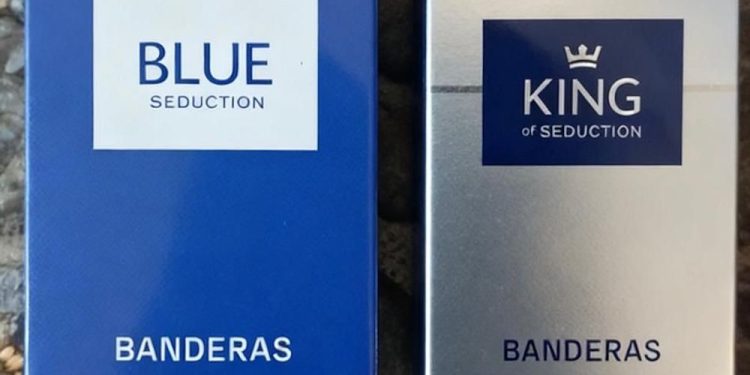 BLUE
SEDUCTION
BANDERAS
KING
of SEDUCTION
BANDERAS